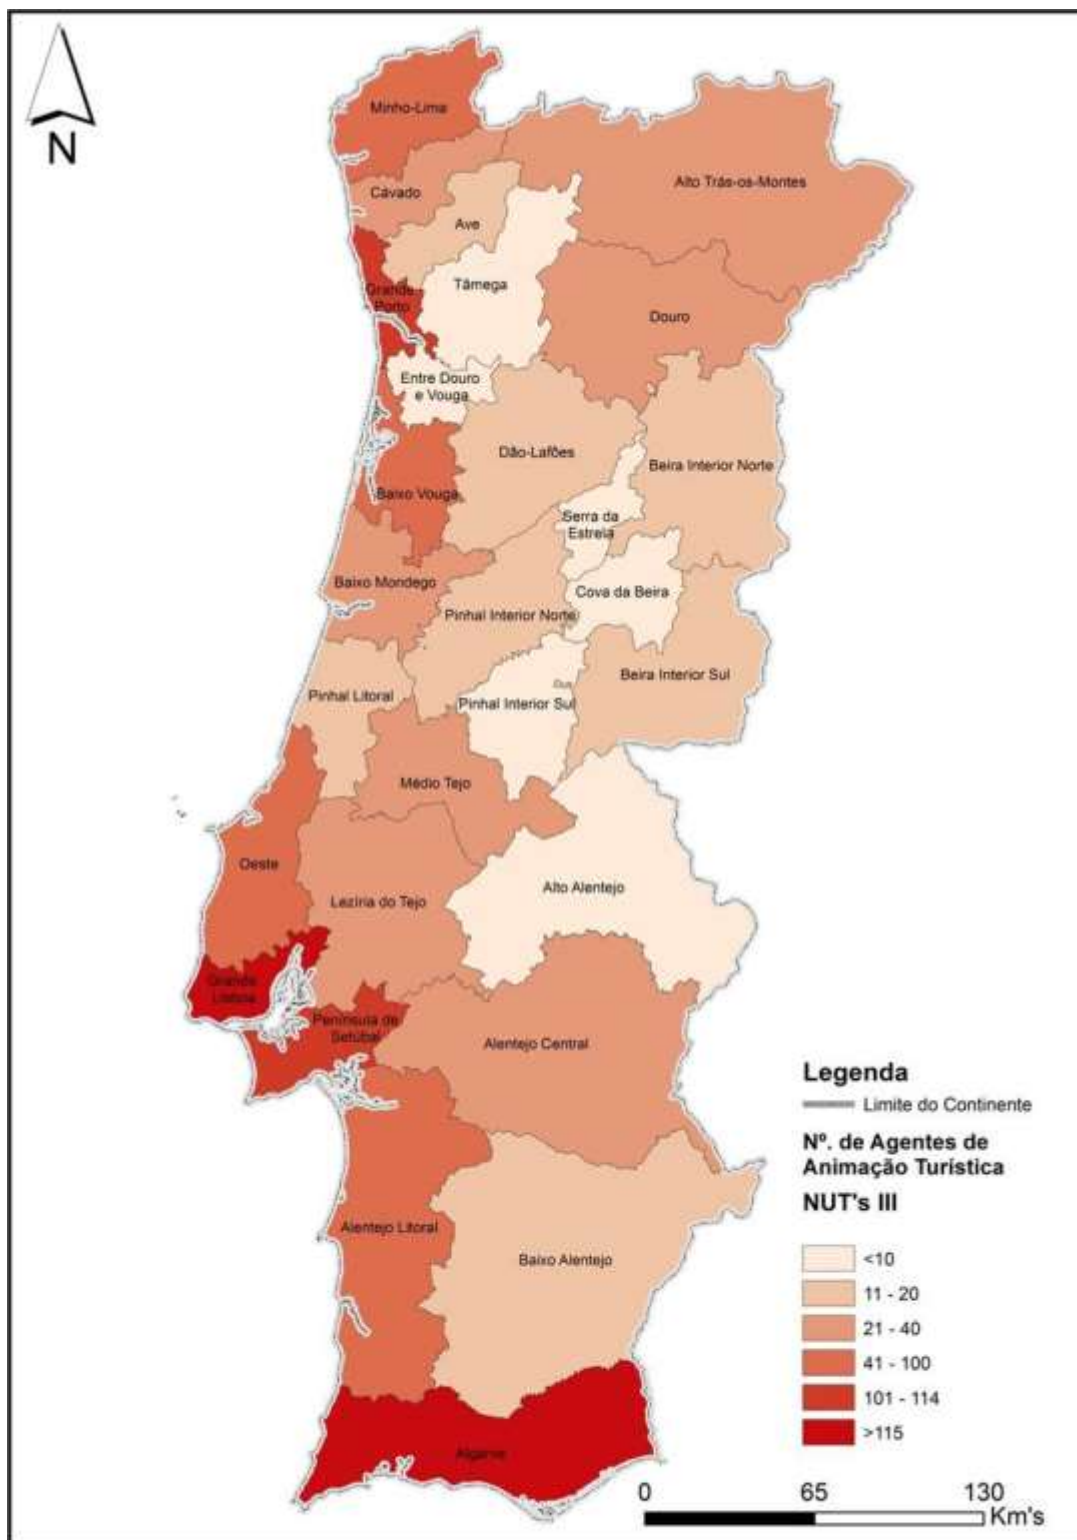 N
Minho-Lima
Alto Trás-os-Montes
Cávado
Ave
Tâmega
Grande
Porto
Douro
Entre Douro
e Vouga
Dão-Lafões
Beira Interior Norte
Baixo Vouga
Serra da
Estrela
Baixo Mondego
Cova da Beira
Pinhal Interior Norte
Beira Interior Sul
Pinhal Litoral
Pinhal Interior Sul
Médio Tejo
Oeste
Alto Alentejo
Lezíria do Tejo
Grande
Lisboa
Península de
Setúbal
Alentejo Central
Alentejo Litoral
Baixo Alentejo
Algarve
Legenda
Limite do Continente
Nº. de Agentes de
Animação Turística
NUT's III
<10
11 - 20
21 - 40
41 - 100
101 - 114
>115
0 65 130
Km's